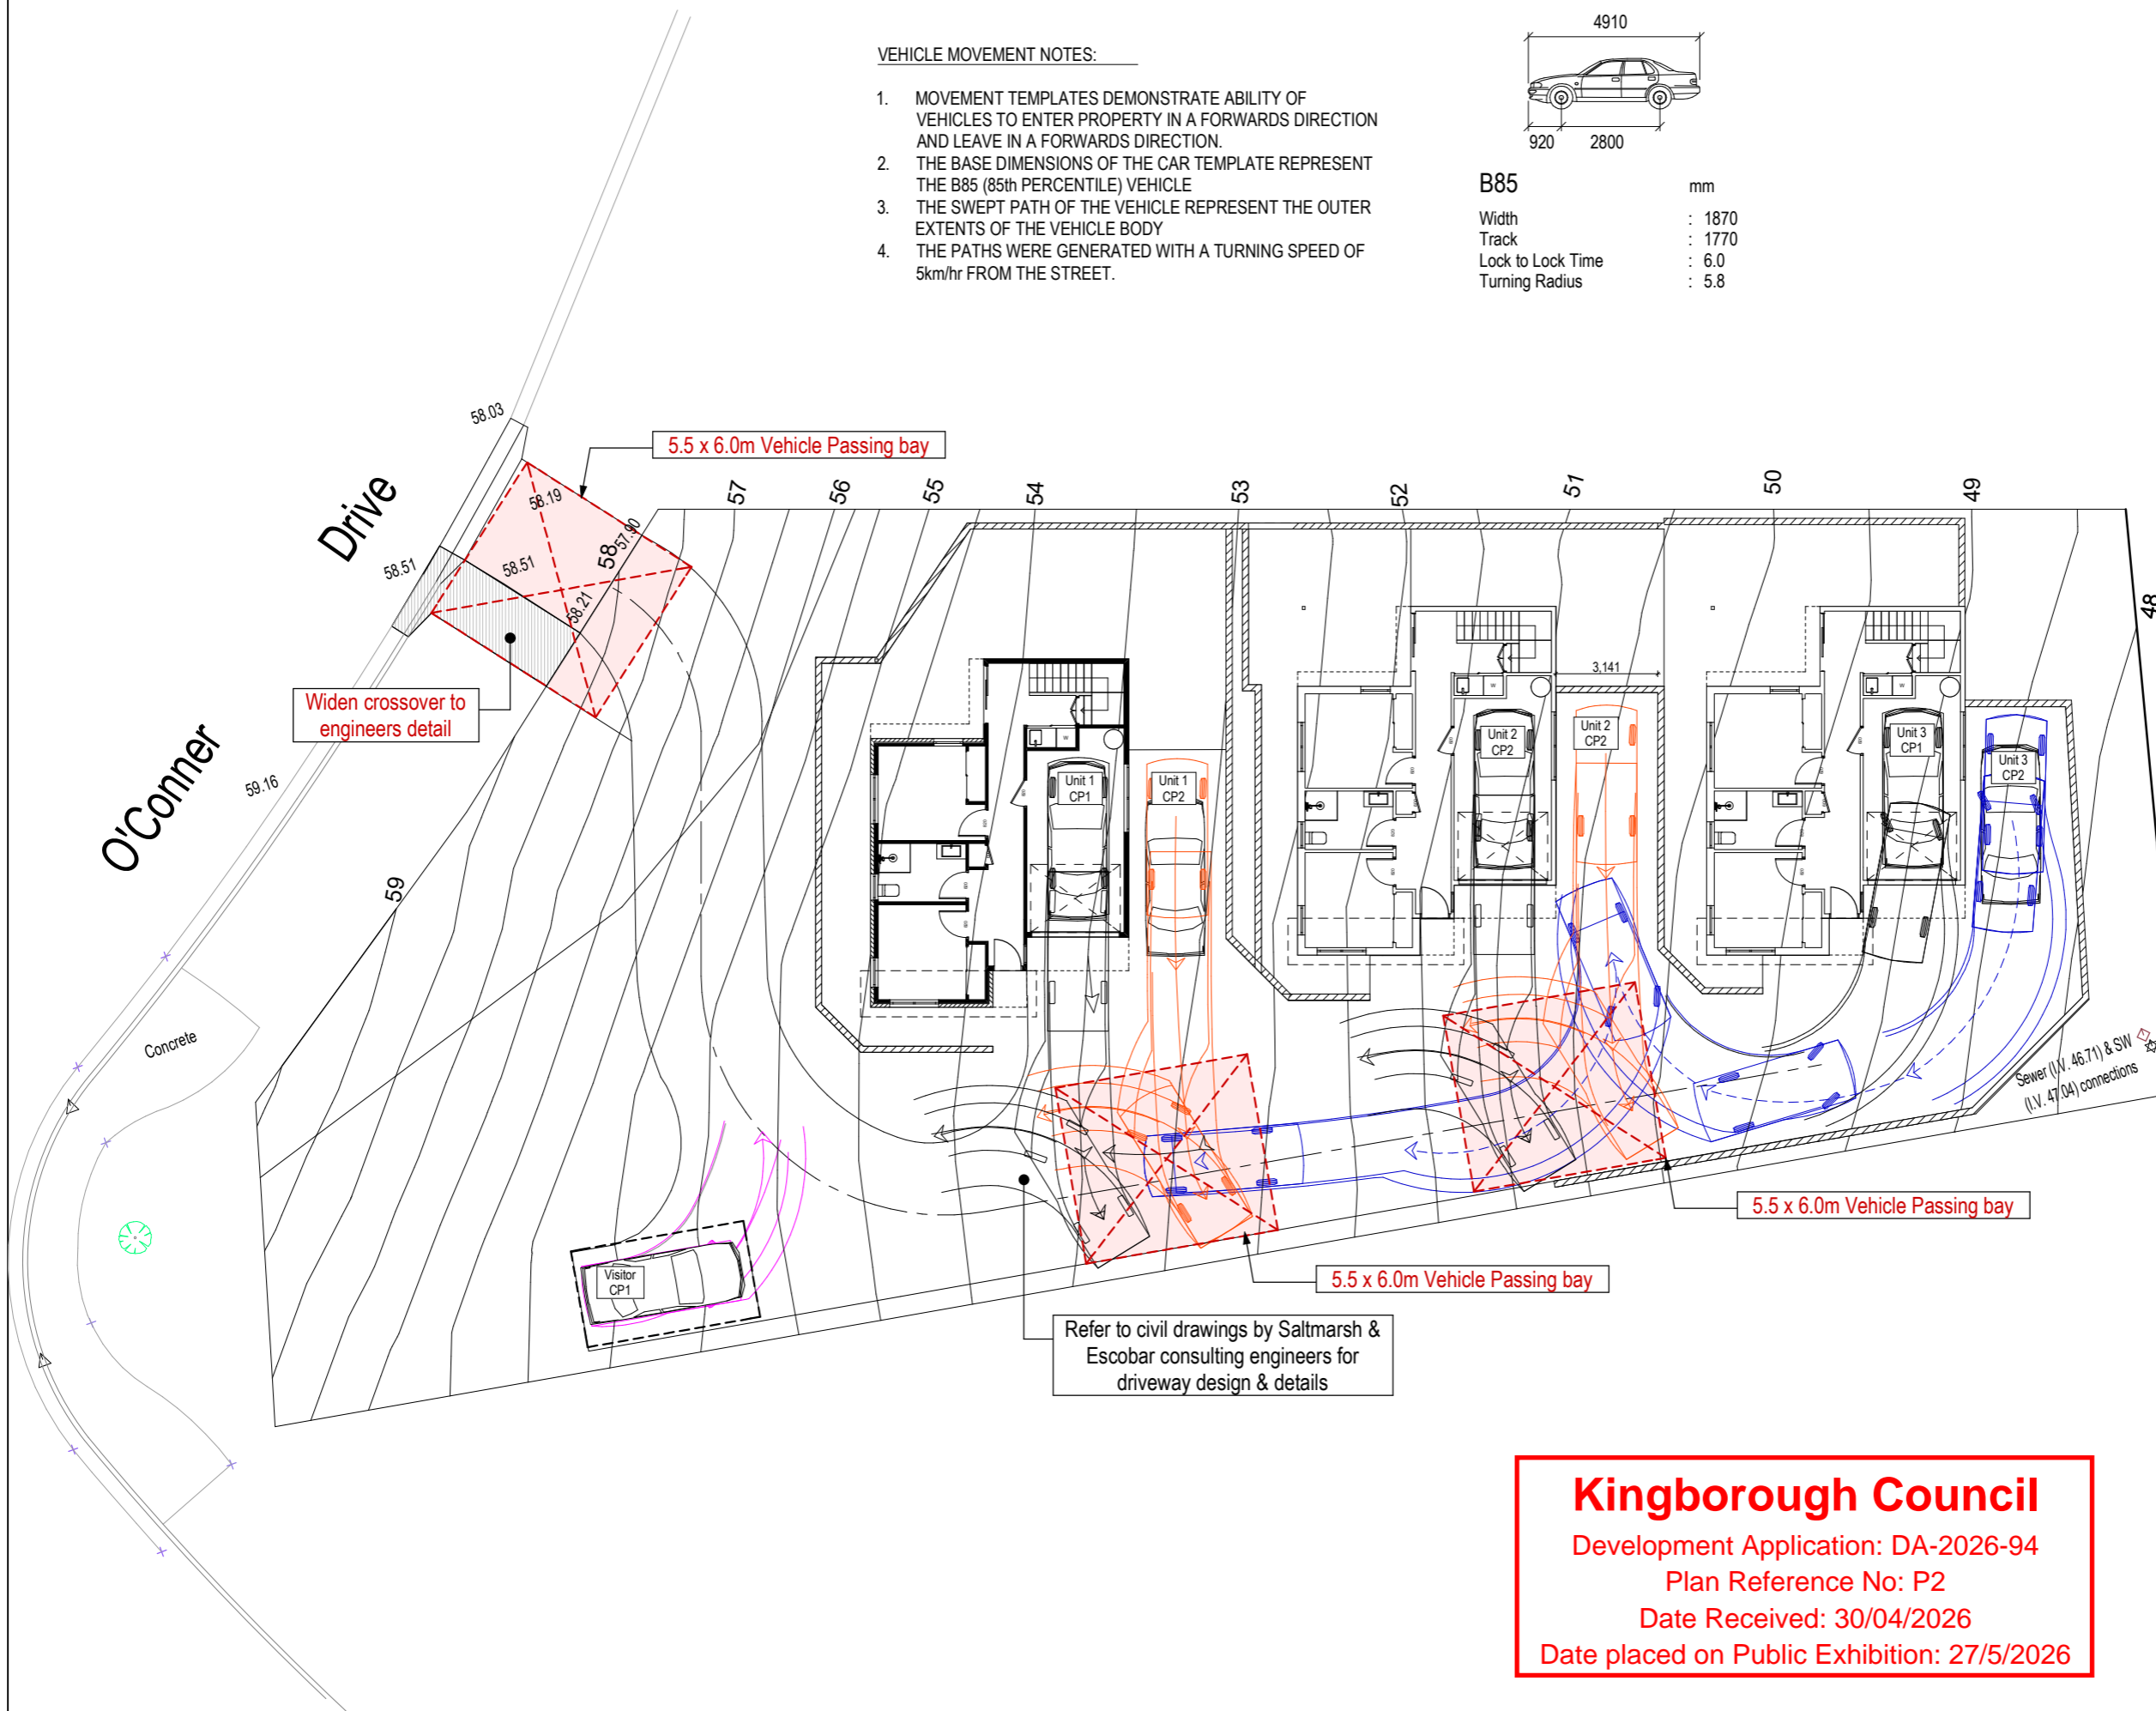 VEHICLE MOVEMENT NOTES:
1. MOVEMENT TEMPLATES DEMONSTRATE ABILITY OF
VEHICLES TO ENTER PROPERTY IN A FORWARDS DIRECTION
AND LEAVE IN A FORWARDS DIRECTION.
2. THE BASE DIMENSIONS OF THE CAR TEMPLATE REPRESENT
THE B85 (85th PERCENTILE) VEHICLE
3. THE SWEPT PATH OF THE VEHICLE REPRESENT THE OUTER
EXTENTS OF THE VEHICLE BODY
4. THE PATHS WERE GENERATED WITH A TURNING SPEED OF
5km/hr FROM THE STREET.
4910
920 2800
B85 mm
Width : 1870
Track : 1770
Lock to Lock Time : 6.0
Turning Radius : 5.8
58.03
5.5 x 6.0m Vehicle Passing bay
Drive
58.19
57.90
58
58.51
58.51
58.21
57
56
55
54
53
52
51
50
49
48
Widen crossover to
engineers detail
O'Conner
59.16
59
3,141
W
W
W
Unit 1
CP1
Unit 1
CP2
Unit 2
CP2
Unit 2
CP2
Unit 3
CP1
Unit 3
CP2
Concrete
Sewer (I.V. 46.71) & SW
(I.V. 47.04) connections
Visitor
CP1
5.5 x 6.0m Vehicle Passing bay
5.5 x 6.0m Vehicle Passing bay
Refer to civil drawings by Saltmarsh &
Escobar consulting engineers for
driveway design & details
Kingborough Council
Development Application: DA-2026-94
Plan Reference No: P2
Date Received: 30/04/2026
Date placed on Public Exhibition: 27/5/2026